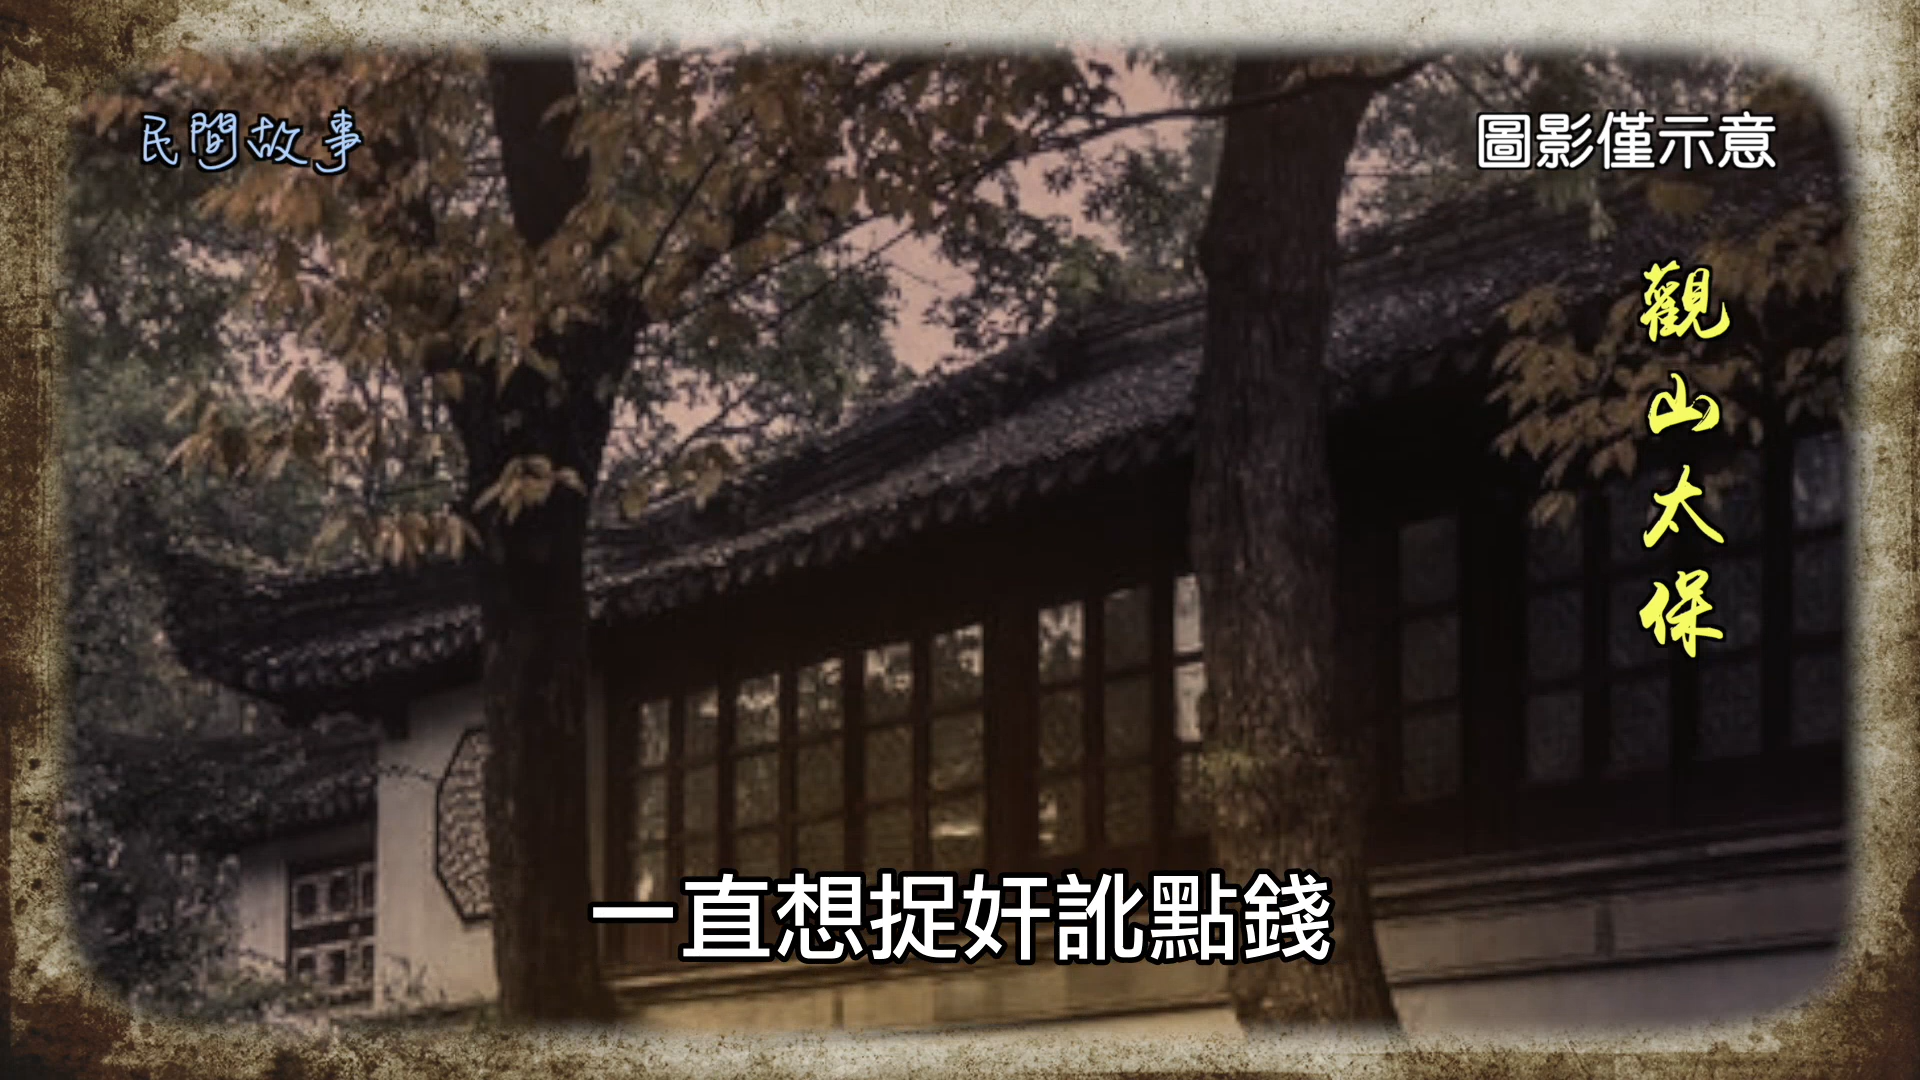 民間故事
圖影僅示意
觀山太保
一直想捉奸訛點錢